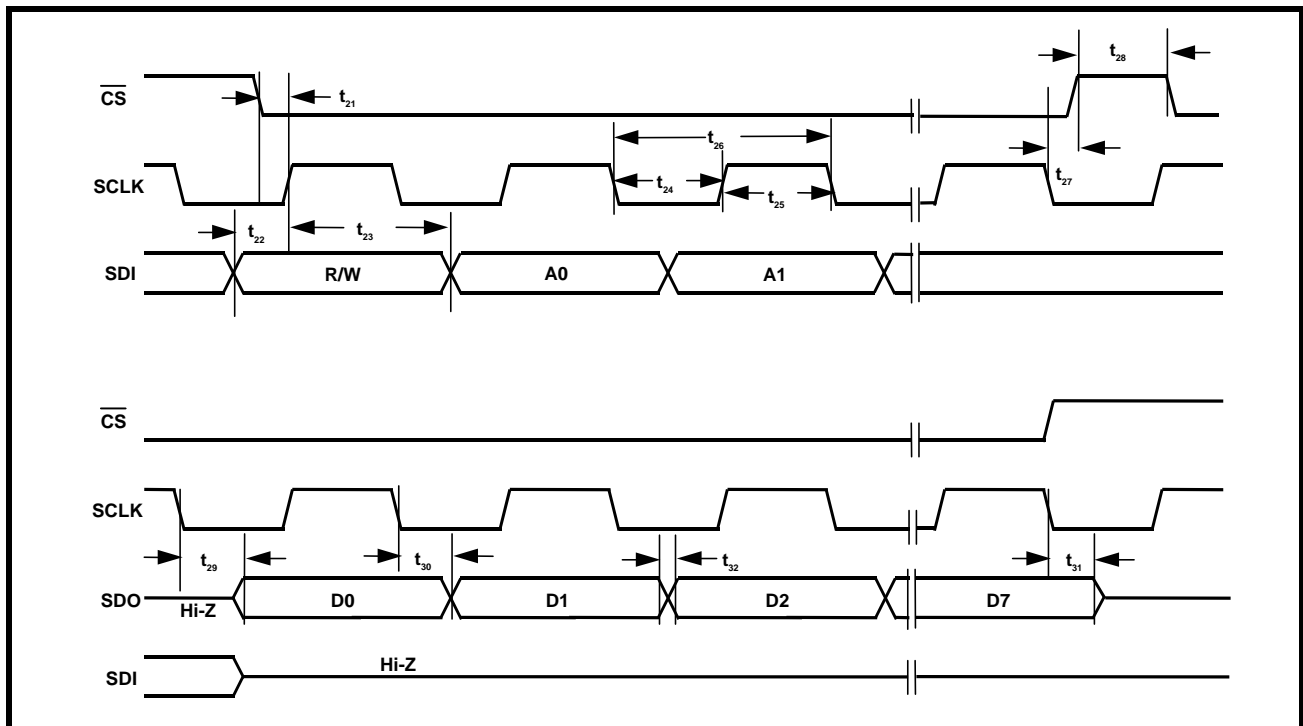 CS
t21
t28
SCLK
t26
t24
t25
t27
t22
t23
SDI
R/W
A0
A1
CS
SCLK
t29
t30
t32
t31
SDO
Hi-Z
D0
D1
D2
D7
SDI
Hi-Z